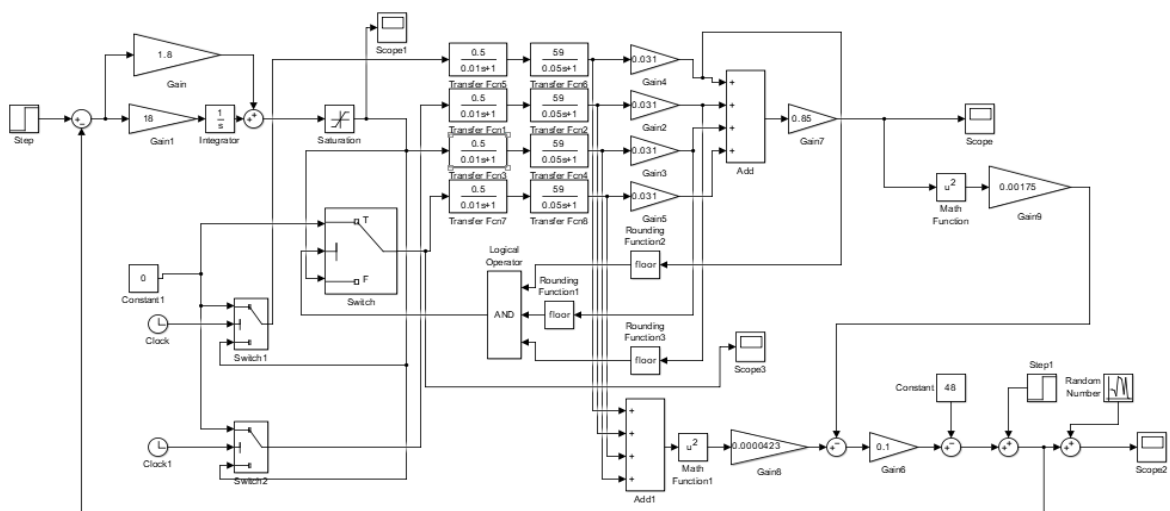 Step
1.8
Gain
18
Gain1
1
s
Integrator
Saturation
Scope1
0.5
0.01s+1
Transfer Fcn5
59
0.05s+1
Transfer Fcn6
0.031
Gain4
0.5
0.01s+1
Transfer Fcn1
59
0.05s+1
Transfer Fcn2
0.031
Gain2
0.5
0.01s+1
Transfer Fcn3
59
0.05s+1
Transfer Fcn4
0.031
Gain3
0.5
0.01s+1
Transfer Fcn7
59
0.05s+1
Transfer Fcn8
0.031
Gain5
Add
0.85
Gain7
Scope
u²
Math
Function
0.00175
Gain9
T
F
Switch
0
Constant1
Clock
Switch1
Clock1
Switch2
Logical
Operator
AND
Rounding
Function2
floor
Rounding
Function1
floor
Rounding
Function3
floor
Scope3
Add1
u²
Math
Function1
0.0000423
Gain8
0.1
Gain6
Constant
48
Step1
Random
Number
Scope2